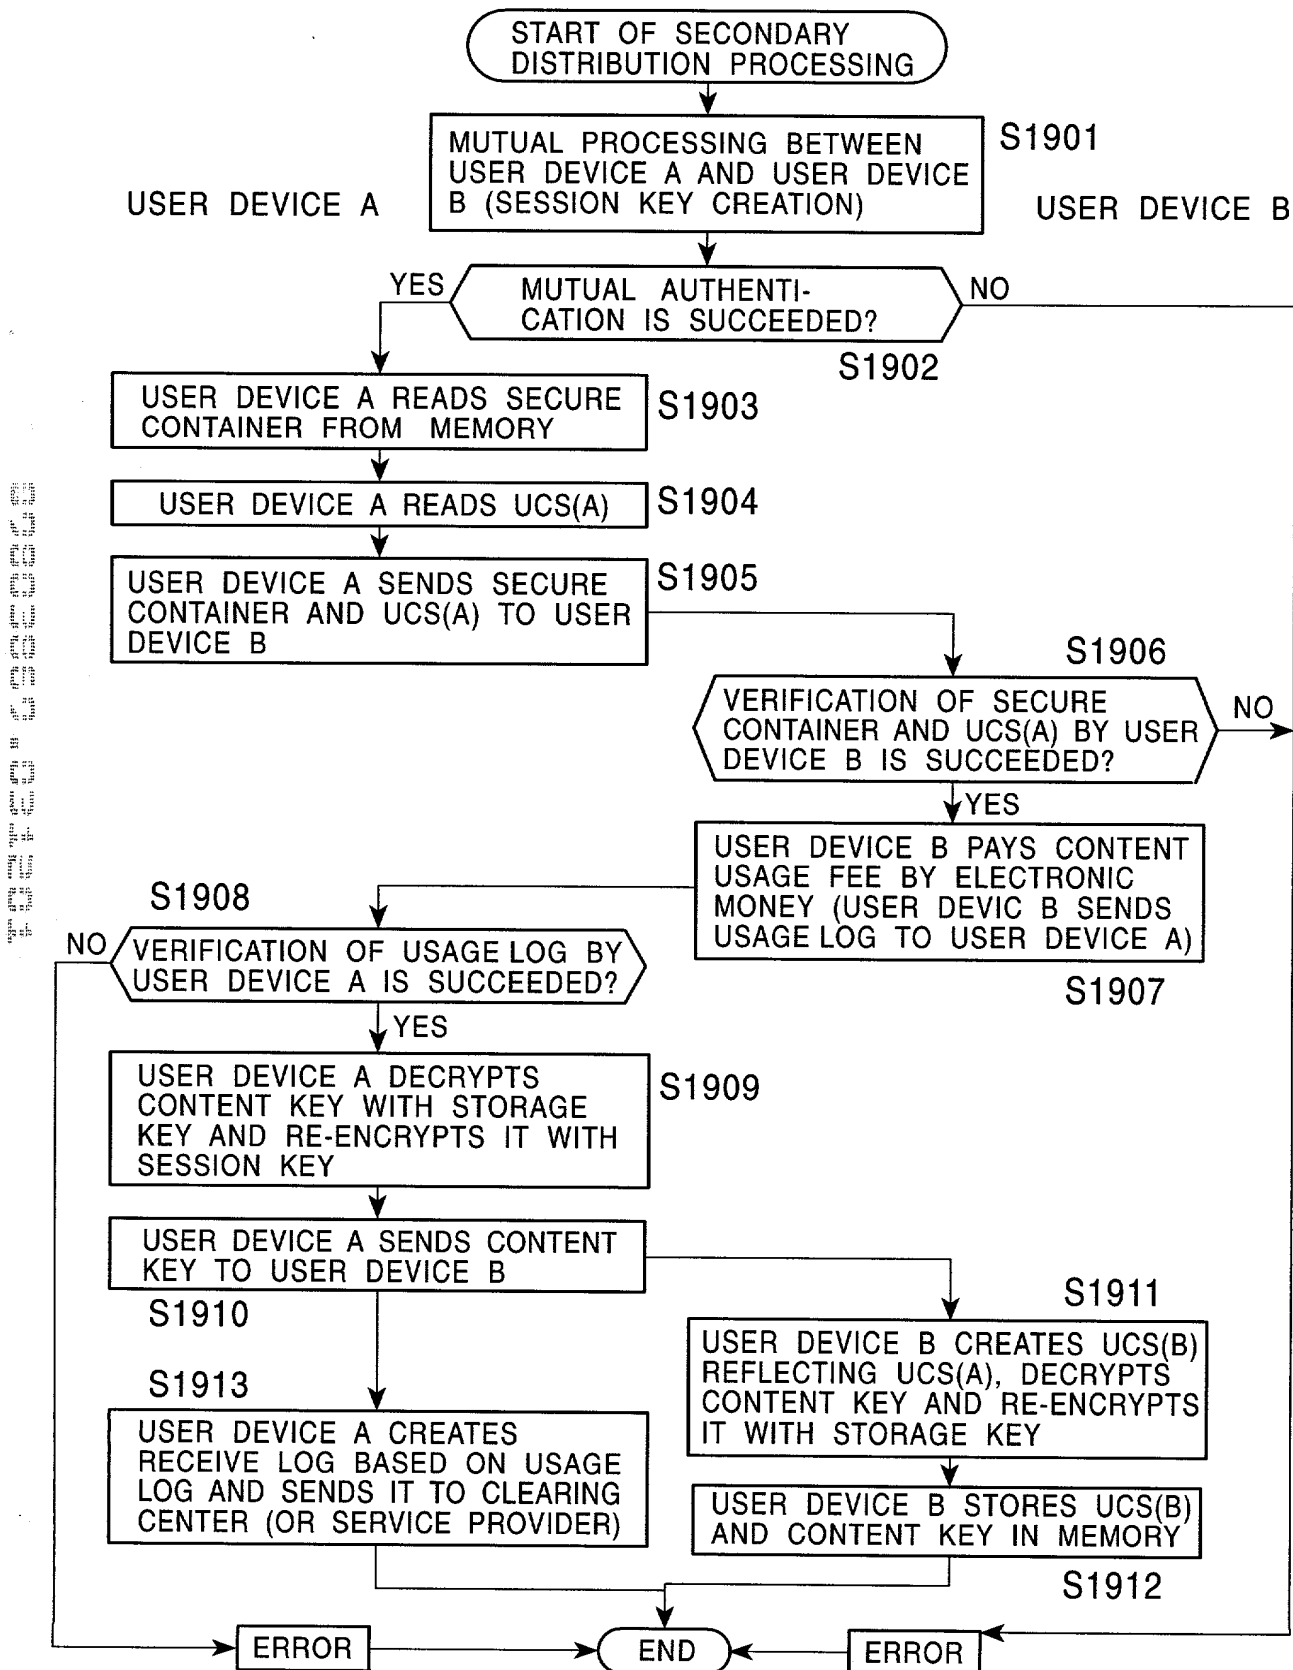 START OF SECONDARY
DISTRIBUTION PROCESSING
S1901
MUTUAL PROCESSING BETWEEN
USER DEVICE A AND USER DEVICE
B (SESSION KEY CREATION)
USER DEVICE A
USER DEVICE B
YES
MUTUAL AUTHENTI-
CATION IS SUCCEEDED?
NO
S1902
USER DEVICE A READS SECURE
CONTAINER FROM MEMORY
S1903
USER DEVICE A READS UCS(A)
S1904
USER DEVICE A SENDS SECURE
CONTAINER AND UCS(A) TO USER
DEVICE B
S1905
S1906
VERIFICATION OF SECURE
CONTAINER AND UCS(A) BY USER
DEVICE B IS SUCCEEDED?
NO
YES
USER DEVICE B PAYS CONTENT
USAGE FEE BY ELECTRONIC
MONEY (USER DEVIC B SENDS
USAGE LOG TO USER DEVICE A)
S1907
S1908
NO
VERIFICATION OF USAGE LOG BY
USER DEVICE A IS SUCCEEDED?
YES
USER DEVICE A DECRYPTS
CONTENT KEY WITH STORAGE
KEY AND RE-ENCRYPTS IT WITH
SESSION KEY
S1909
USER DEVICE A SENDS CONTENT
KEY TO USER DEVICE B
S1910
S1911
USER DEVICE B CREATES UCS(B)
REFLECTING UCS(A), DECRYPTS
CONTENT KEY AND RE-ENCRYPTS
IT WITH STORAGE KEY
S1913
USER DEVICE A CREATES
RECEIVE LOG BASED ON USAGE
LOG AND SENDS IT TO CLEARING
CENTER (OR SERVICE PROVIDER)
USER DEVICE B STORES UCS(B)
AND CONTENT KEY IN MEMORY
S1912
ERROR
END
ERROR